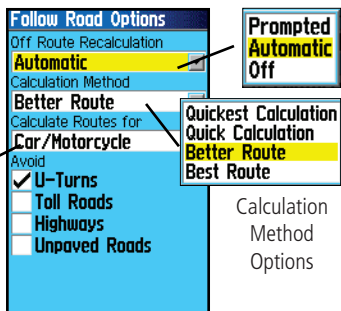 Follow Road Options
Off Route Recalculation
Automatic
Calculation Method
Better Route
Calculate Routes for
Car/Motorcycle
Avoid
U-Turns
Toll Roads
Highways
Unpaved Roads
Prompted
Automatic
Off
Quickest Calculation
Quick Calculation
Better Route
Best Route
Calculation
Method
Options